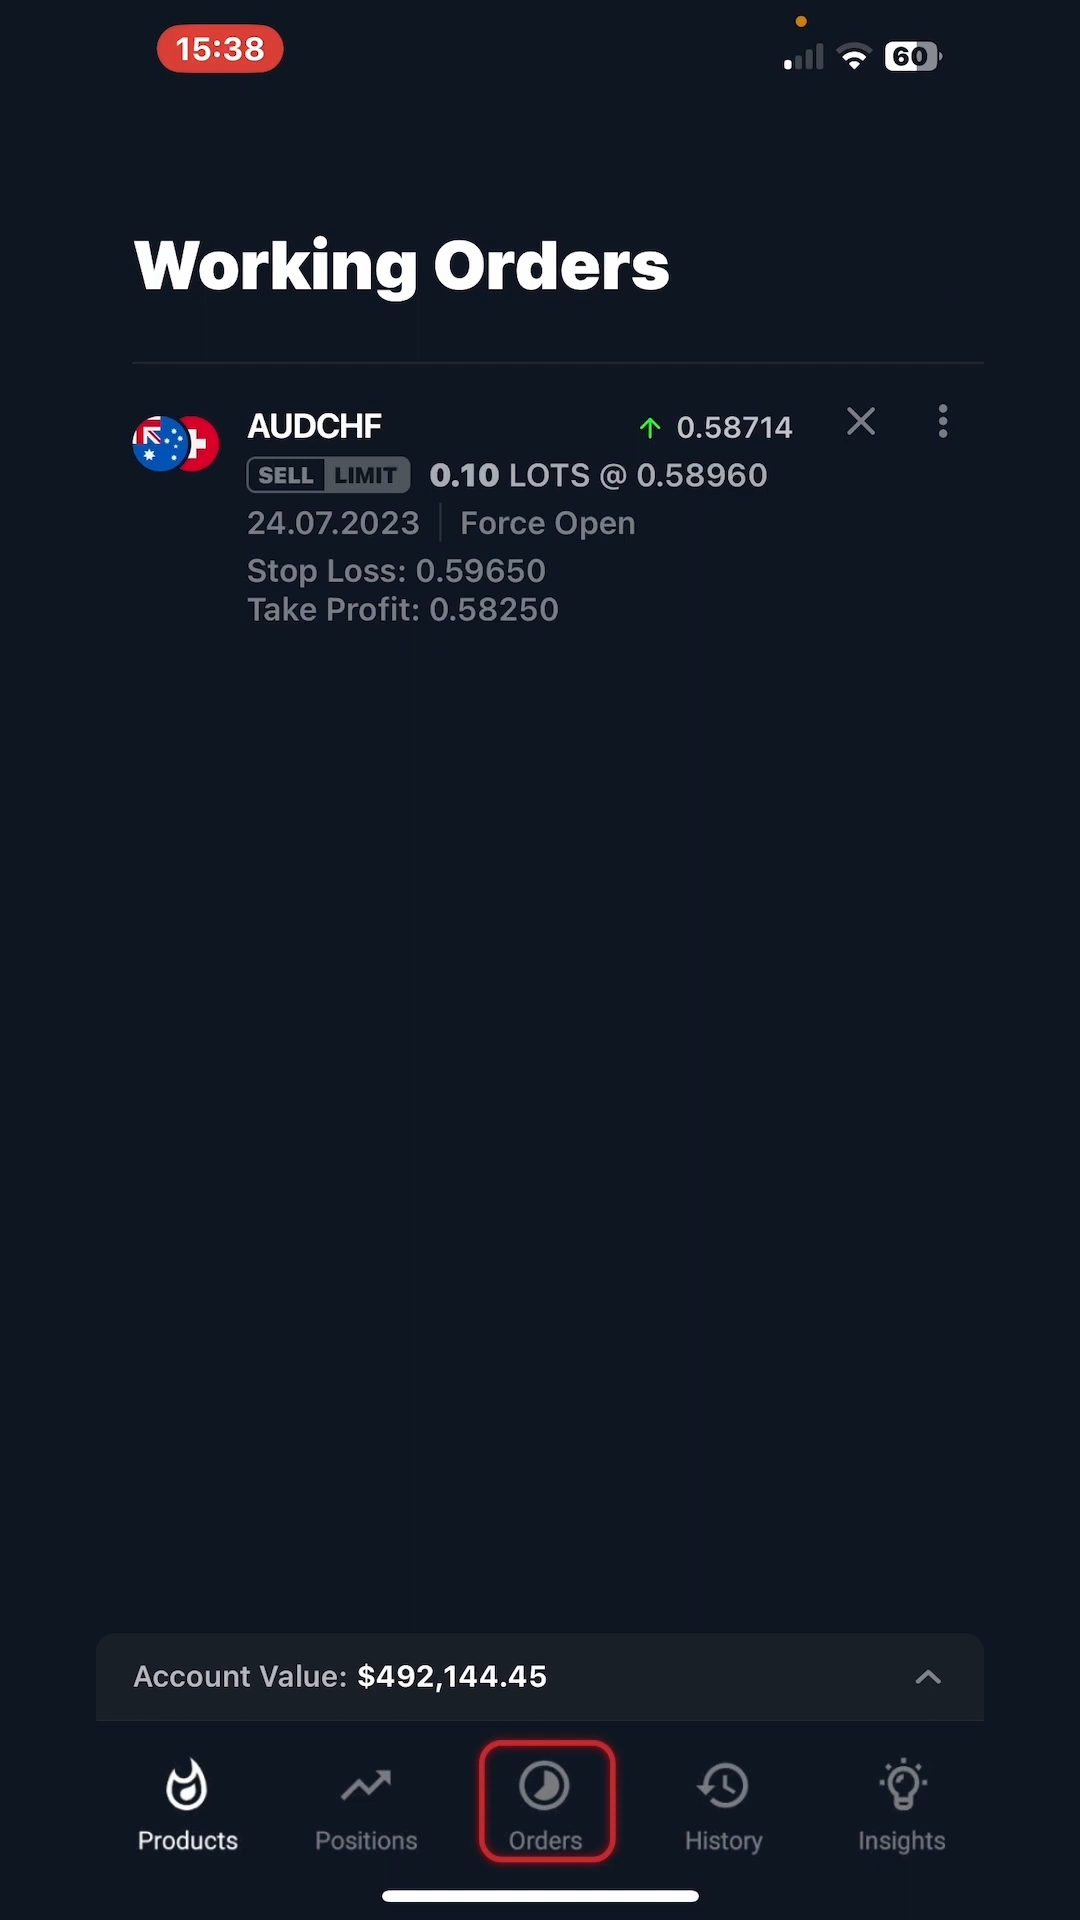 15:38
60
Working Orders
AUDCHF
↑ 0.58714
SELL LIMIT 0.10 LOTS @ 0.58960
24.07.2023 | Force Open
Stop Loss: 0.59650
Take Profit: 0.58250
Account Value: $492,144.45
Products Positions Orders History Insights